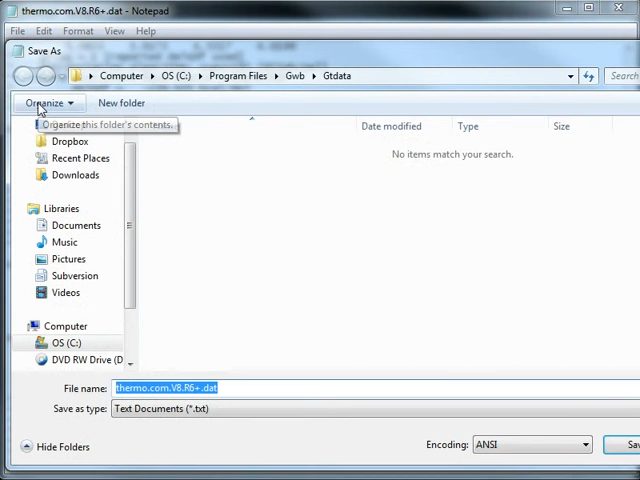 thermo.com.V8.R6+.dat - Notepad
File Edit Format View Help
Save As
Computer OS (C:) Program Files Gwb Gtdata
Search
Organize New folder
Organize this folder's contents.
Date modified Type Size
No items match your search.
Dropbox
Recent Places
Downloads
Libraries
Documents
Music
Pictures
Subversion
Videos
Computer
OS (C:)
DVD RW Drive (D
File name: thermo.com.V8.R6+.dat
Save as type: Text Documents (*.txt)
Hide Folders Encoding: ANSI Sav